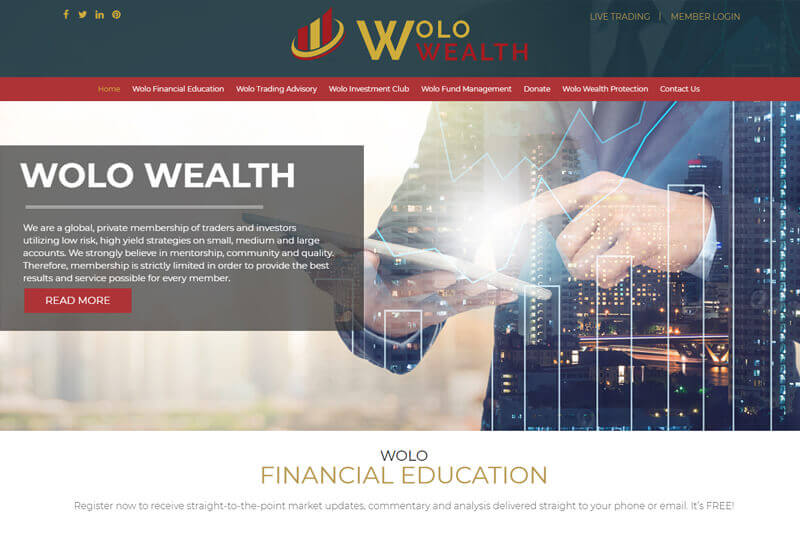 LIVE TRADING | MEMBER LOGIN
WOLO
WEALTH
Home Wolo Financial Education Wolo Trading Advisory Wolo Investment Club Wolo Fund Management Donate Wolo Wealth Protection Contact Us
WOLO WEALTH
We are a global, private membership of traders and investors
utilizing low risk, high yield strategies on small, medium and large
accounts. We strongly believe in mentorship, community and quality.
Therefore, membership is strictly limited in order to provide the best
results and service possible for every member.
READ MORE
WOLO
FINANCIAL EDUCATION
Register now to receive straight-to-the-point market updates, commentary and analysis delivered straight to your phone or email. It's FREE!